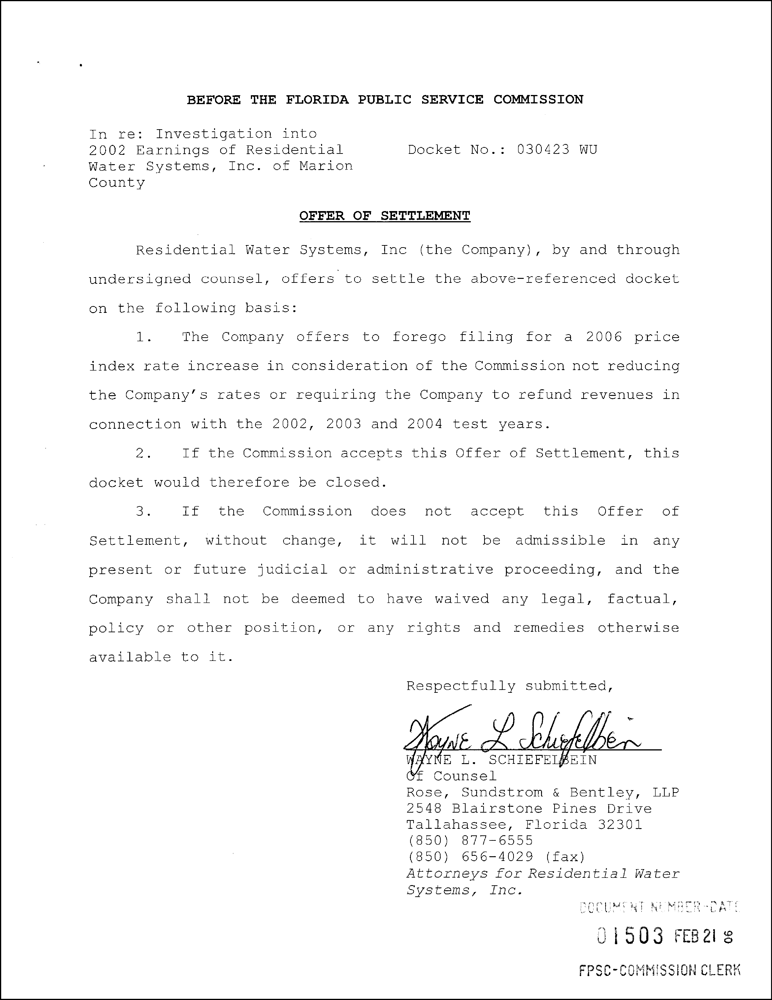 BEFORE THE FLORIDA PUBLIC SERVICE COMMISSION
In re: Investigation into
2002 Earnings of Residential Docket No.: 030423 WU
Water Systems, Inc. of Marion
County
OFFER OF SETTLEMENT
Residential Water Systems, Inc (the Company), by and through
undersigned counsel, offers to settle the above-referenced docket
on the following basis:
1. The Company offers to forego filing for a 2006 price
index rate increase in consideration of the Commission not reducing
the Company's rates or requiring the Company to refund revenues in
connection with the 2002, 2003 and 2004 test years.
2. If the Commission accepts this Offer of Settlement, this
docket would therefore be closed.
3. If the Commission does not accept this Offer of
Settlement, without change, it will not be admissible in any
present or future judicial or administrative proceeding, and the
Company shall not be deemed to have waived any legal, factual,
policy or other position, or any rights and remedies otherwise
available to it.
Respectfully submitted,
Wayne L Schiefelbein
WAYNE L. SCHIEFELBEIN
Of Counsel
Rose, Sundstrom & Bentley, LLP
2548 Blairstone Pines Drive
Tallahassee, Florida 32301
(850) 877-6555
(850) 656-4029 (fax)
Attorneys for Residential Water
Systems, Inc.
DOCUMENT NUMBER-DATE
01503 FEB 21 06
FPSC-COMMISSION CLERK